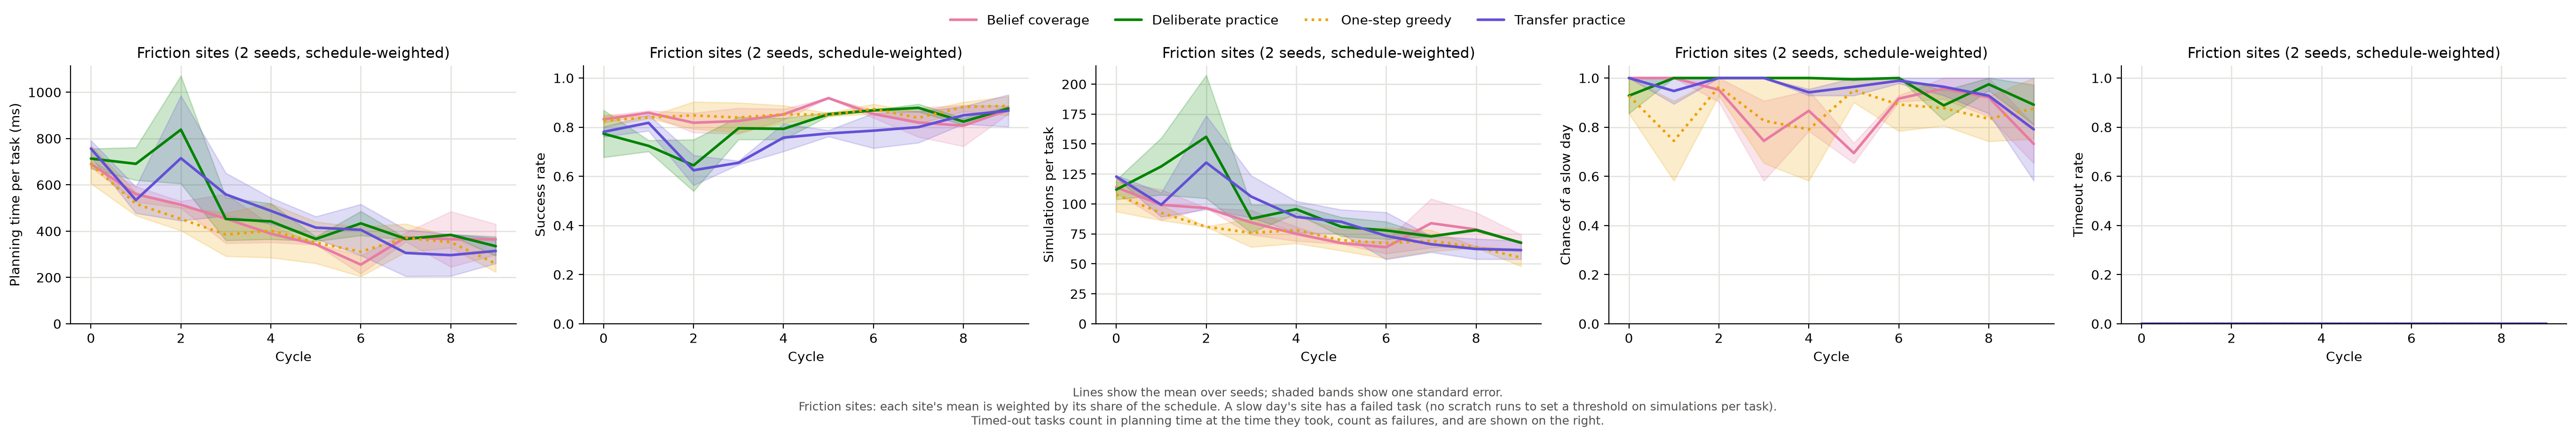 Belief coverage Deliberate practice One-step greedy Transfer practice
Friction sites (2 seeds, schedule-weighted)
Planning time per task (ms)
1000
800
600
400
200
0
0 2 4 6 8
Cycle
Friction sites (2 seeds, schedule-weighted)
Success rate
1.0
0.8
0.6
0.4
0.2
0.0
0 2 4 6 8
Cycle
Friction sites (2 seeds, schedule-weighted)
Simulations per task
200
175
150
125
100
75
50
25
0
0 2 4 6 8
Cycle
Friction sites (2 seeds, schedule-weighted)
Chance of a slow day
1.0
0.8
0.6
0.4
0.2
0.0
0 2 4 6 8
Cycle
Friction sites (2 seeds, schedule-weighted)
Timeout rate
1.0
0.8
0.6
0.4
0.2
0.0
0 2 4 6 8
Cycle
Lines show the mean over seeds; shaded bands show one standard error.
Friction sites: each site's mean is weighted by its share of the schedule. A slow day's site has a failed task (no scratch runs to set a threshold on simulations per task).
Timed-out tasks count in planning time at the time they took, count as failures, and are shown on the right.